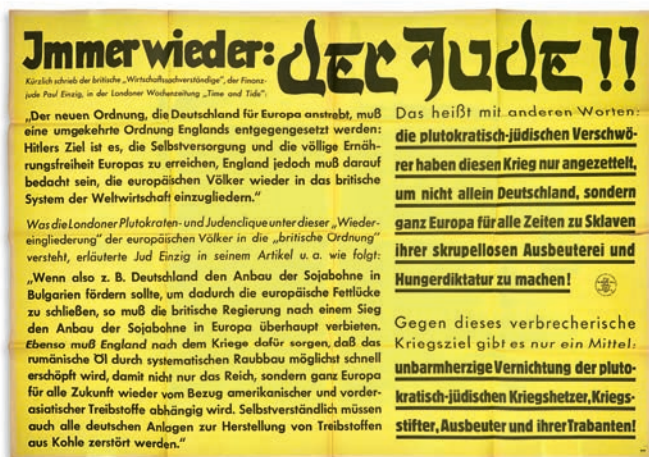 Immer wieder: der Jude!!
Kürzlich schrieb der britische „Wirtschaftssachverständige", der Finanz-
jude Paul Einzig, in der Londoner Wochenzeitung „Time and Tide":
„Der neuen Ordnung, die Deutschland für Europa anstrebt, muß
eine umgekehrte Ordnung Englands entgegengesetzt werden:
Hitlers Ziel ist es, die Selbstversorgung und die völlige Ernäh-
rungsfreiheit Europas zu erreichen, England jedoch muß darauf
bedacht sein, die europäischen Völker wieder in das britische
System der Weltwirtschaft einzugliedern."
Was die Londoner Plutokraten- und Judenclique unter dieser „Wieder-
eingliederung" der europäischen Völker in die „britische Ordnung"
versteht, erläuterte Jud Einzig in seinem Artikel u. a. wie folgt:
„Wenn also z. B. Deutschland den Anbau der Sojabohne in
Bulgarien fördern sollte, um dadurch die europäische Fettlücke
zu schließen, so muß die britische Regierung nach einem Sieg
den Anbau der Sojabohne in Europa überhaupt verbieten.
Ebenso muß England nach dem Kriege dafür sorgen, daß das
rumänische Öl durch systematischen Raubbau möglichst schnell
erschöpft wird, damit nicht nur das Reich, sondern ganz Europa
für alle Zukunft wieder vom Bezug amerikanischer und vorder-
asiatischer Treibstoffe abhängig wird. Selbstverständlich müssen
auch alle deutschen Anlagen zur Herstellung von Treibstoffen
aus Kohle zerstört werden."
Das heißt mit anderen Worten:
die plutokratisch-jüdischen Verschwö-
rer haben diesen Krieg nur angezettelt,
um nicht allein Deutschland, sondern
ganz Europa für alle Zeiten zu Sklaven
ihrer skrupellosen Ausbeuterei und
Hungerdiktatur zu machen!
Gegen dieses verbrecherische
Kriegsziel gibt es nur ein Mittel:
unbarmherzige Vernichtung der pluto-
kratisch-jüdischen Kriegshetzer, Kriegs-
stifter, Ausbeuter und ihrer Trabanten!